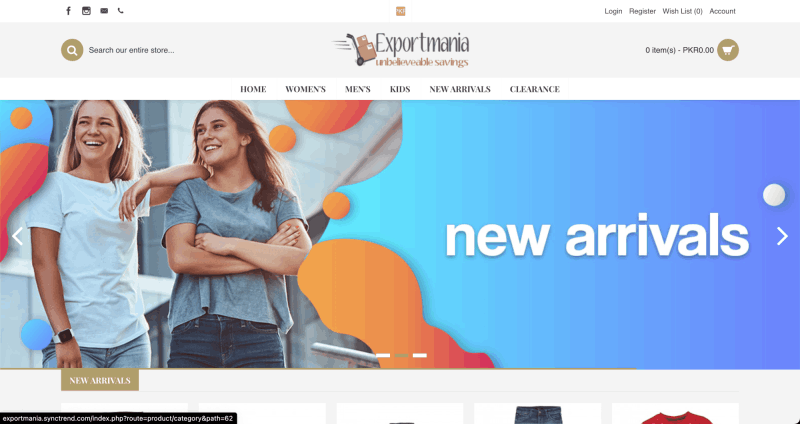 Login Register Wish List (0) Account
Search our entire store...
Exportmania
unbelieveable savings
0 item(s) - PKR0.00
HOME WOMEN'S MEN'S KIDS NEW ARRIVALS CLEARANCE
new arrivals
NEW ARRIVALS
exportmania.synctrend.com/index.php?route=product/category&path=62